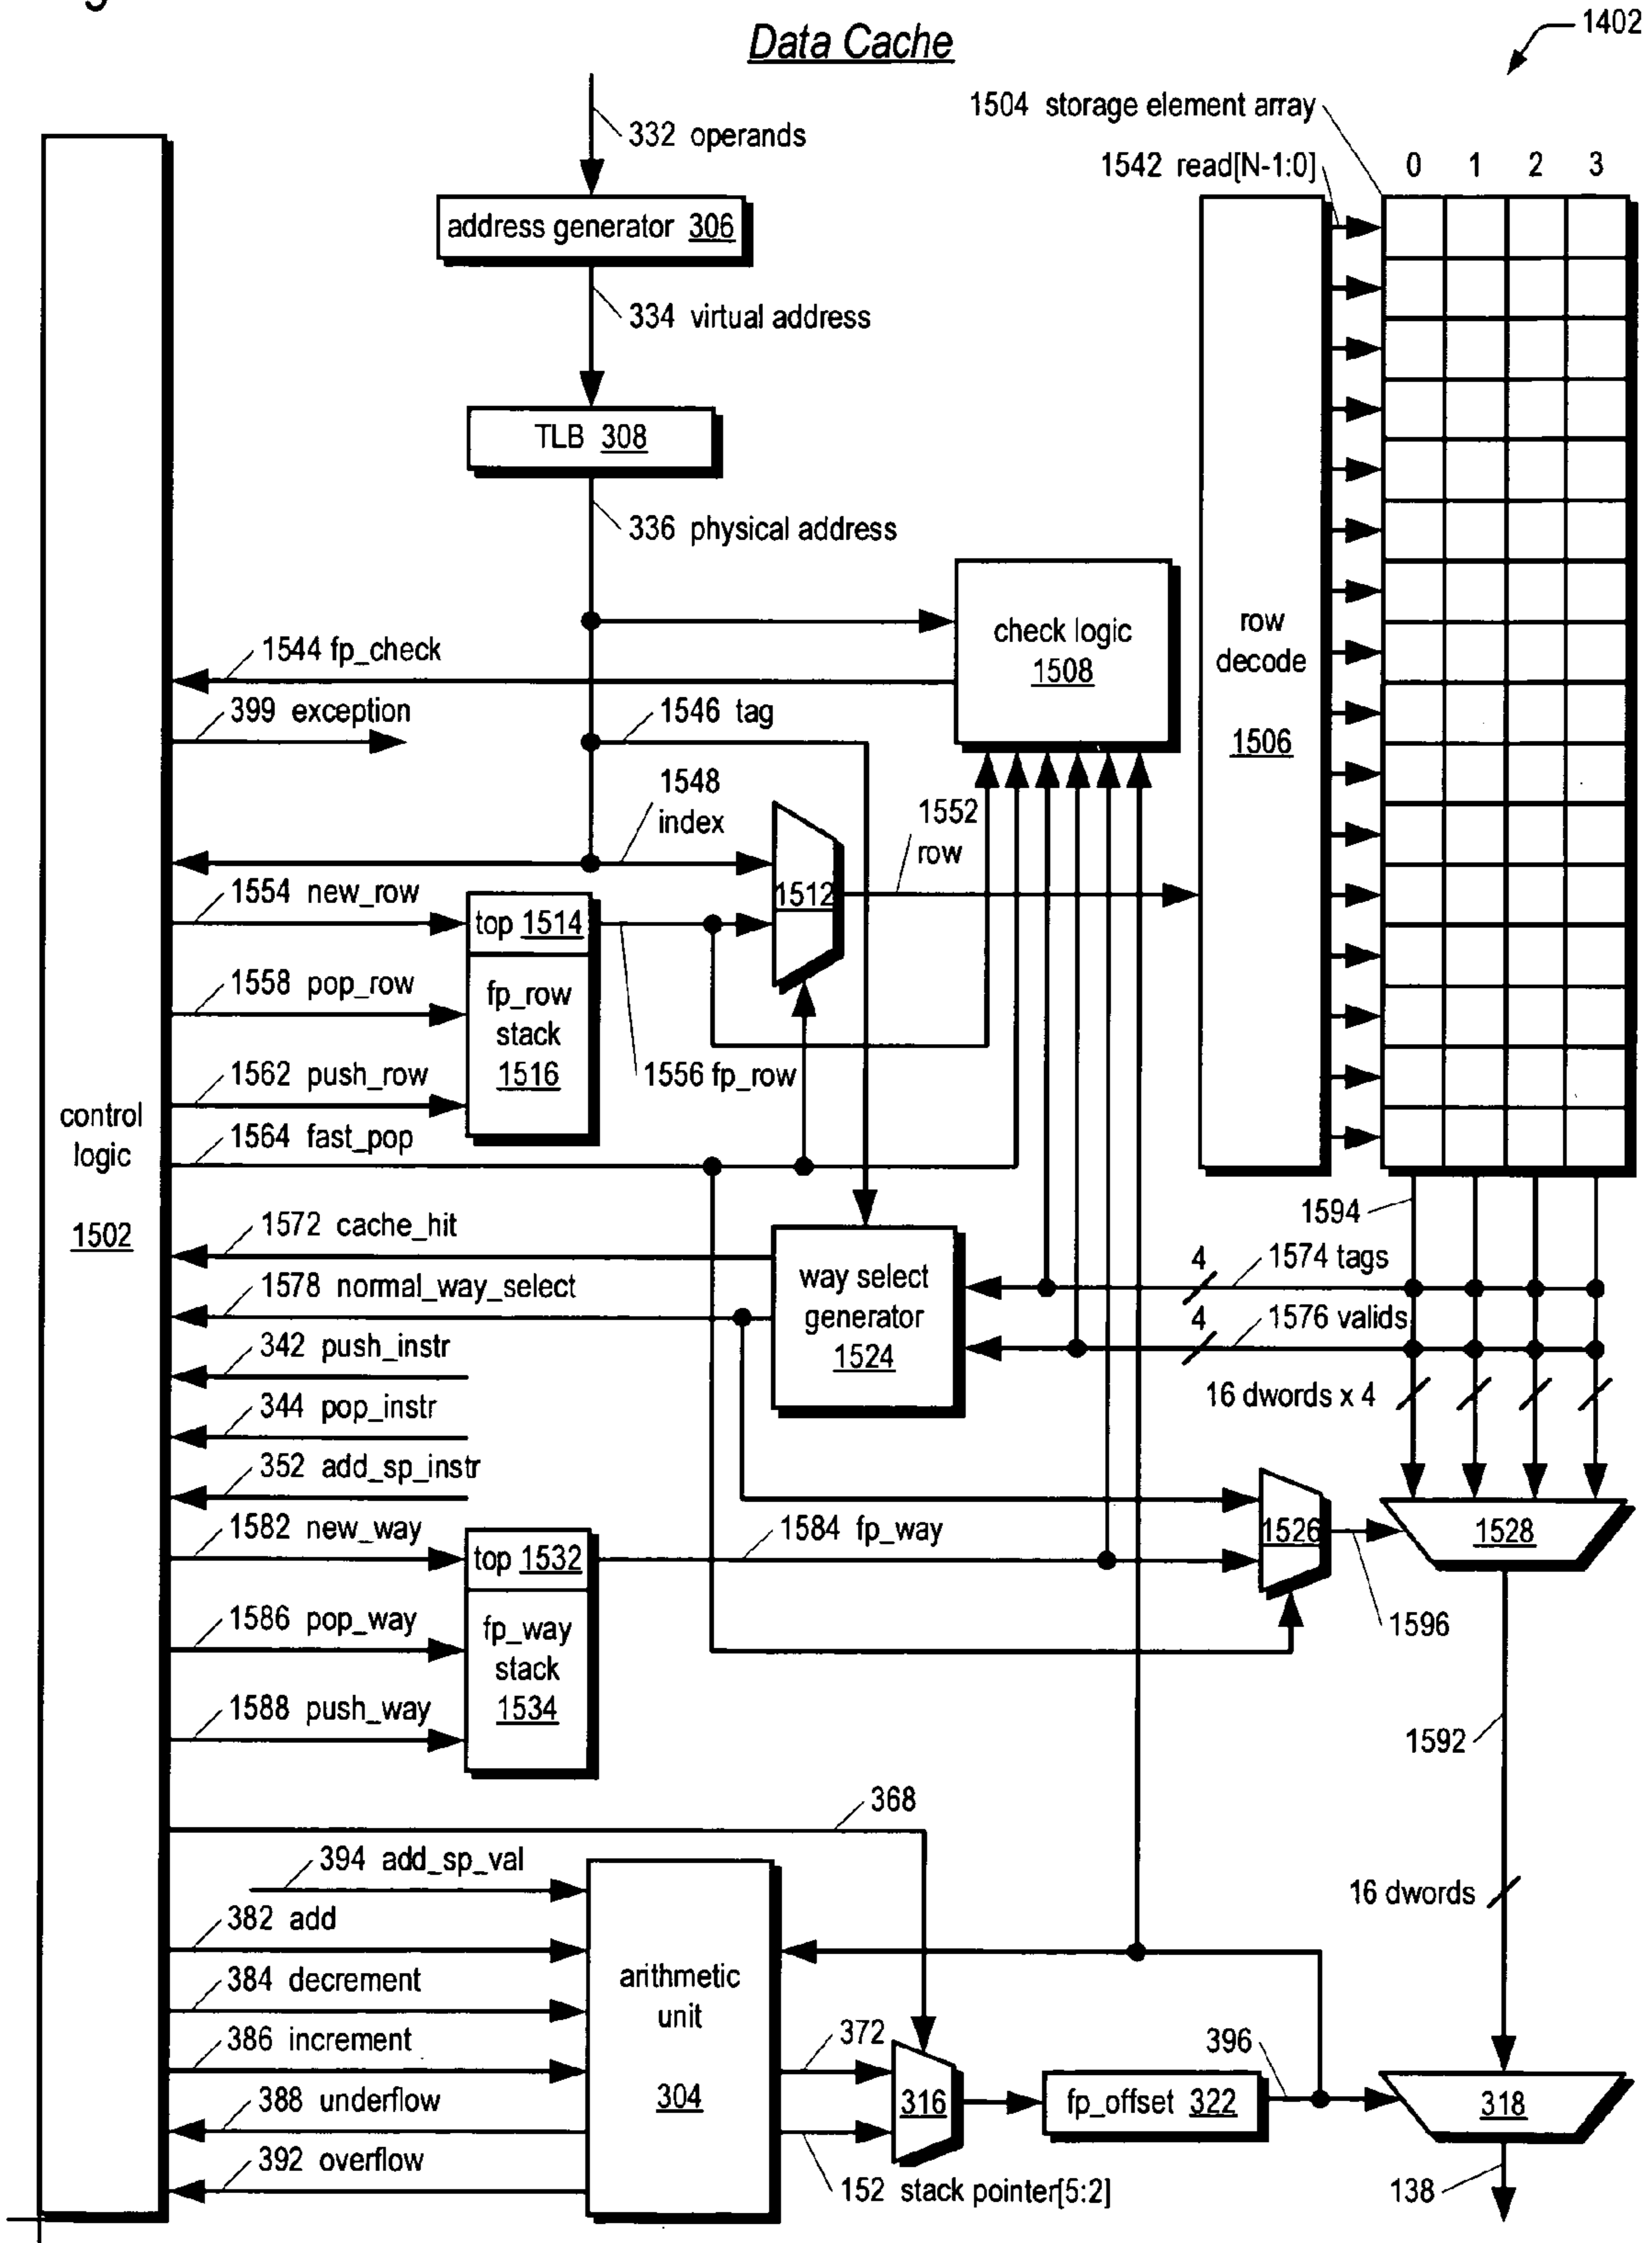 Data Cache
1402
1504 storage element array
332 operands
1542 read[N-1:0]
0 1 2 3
address generator 306
334 virtual address
TLB 308
336 physical address
check logic
1508
row
decode
1506
1544 fp_check
399 exception
1546 tag
1548
index
1552
row
1512
1554 new_row
top 1514
1558 pop_row
fp_row
stack
1516
1556 fp_row
1562 push_row
control
logic
1502
1564 fast_pop
1594
1572 cache_hit
1578 normal_way_select
way select
generator
1524
4
1574 tags
4
1576 valids
342 push_instr
344 pop_instr
16 dwords x 4
352 add_sp_instr
1582 new_way
top 1532
1584 fp_way
1526
1528
1586 pop_way
fp_way
stack
1534
1596
1588 push_way
1592
368
394 add_sp_val
16 dwords
382 add
384 decrement
arithmetic
unit
304
386 increment
372
396
388 underflow
316
fp_offset 322
318
392 overflow
152 stack pointer[5:2]
138